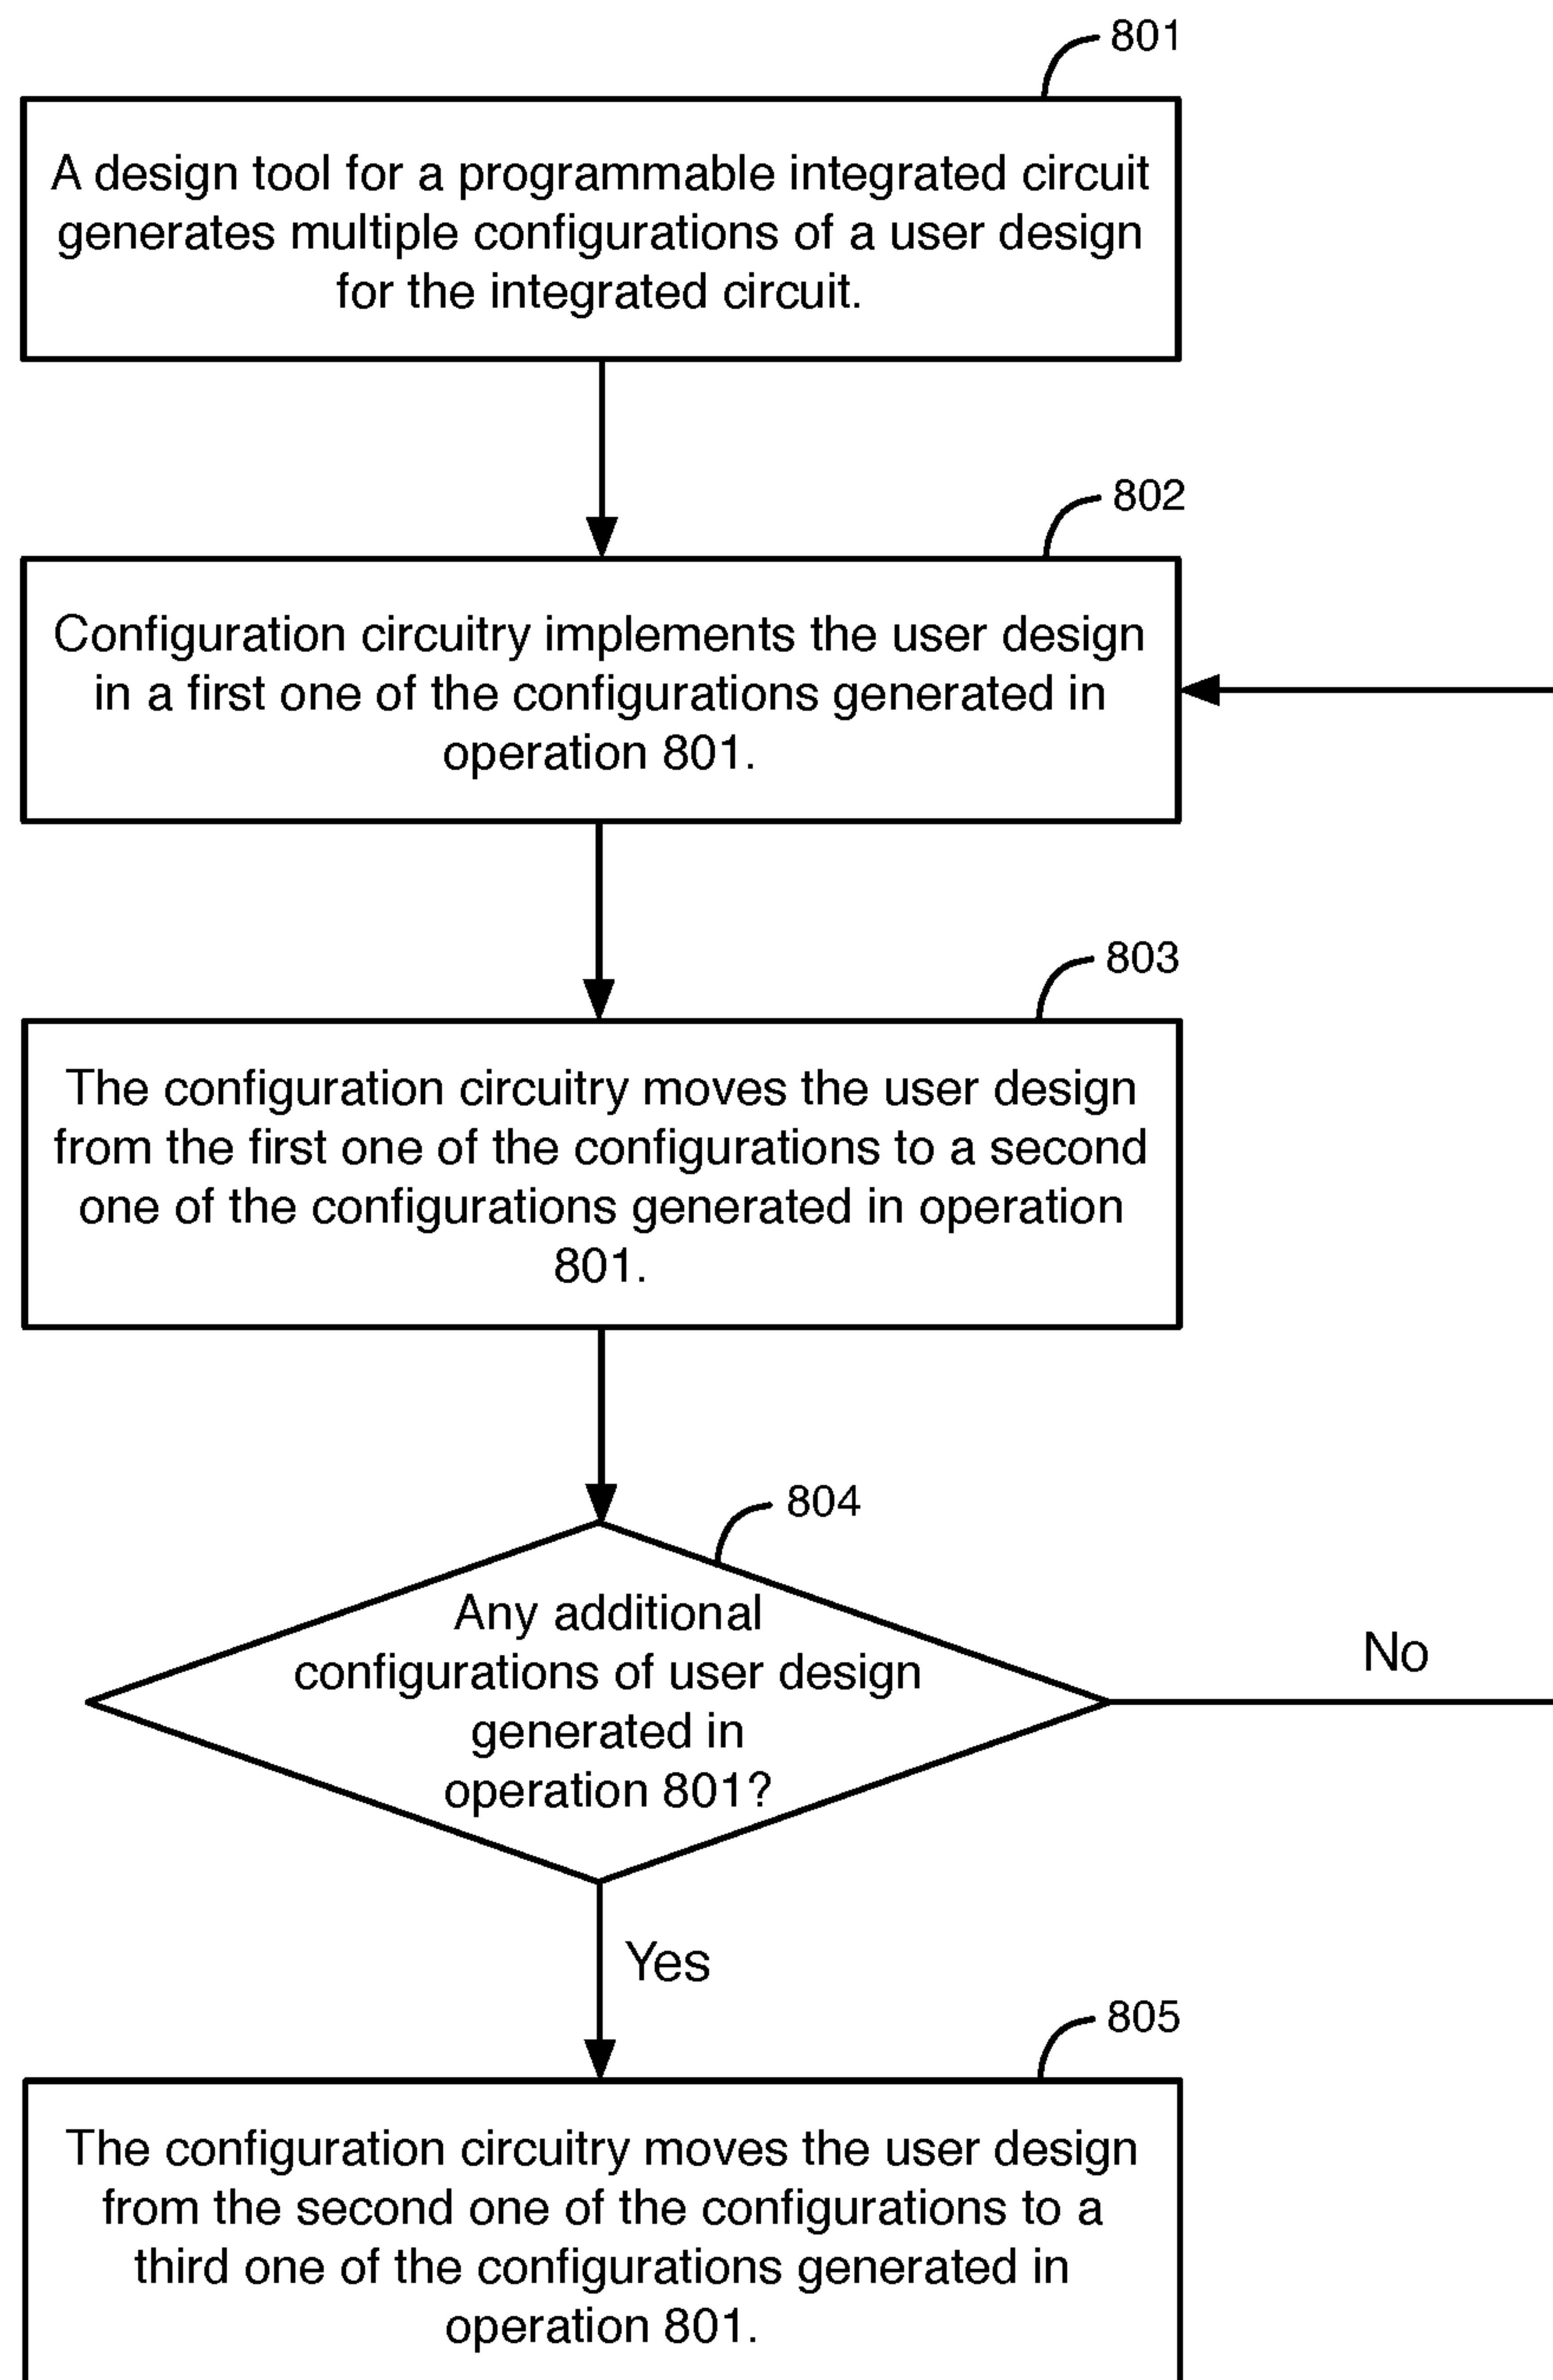 801
A design tool for a programmable integrated circuit
generates multiple configurations of a user design
for the integrated circuit.
802
Configuration circuitry implements the user design
in a first one of the configurations generated in
operation 801.
803
The configuration circuitry moves the user design
from the first one of the configurations to a second
one of the configurations generated in operation
801.
804
Any additional
configurations of user design
generated in
operation 801?
No
Yes
805
The configuration circuitry moves the user design
from the second one of the configurations to a
third one of the configurations generated in
operation 801.